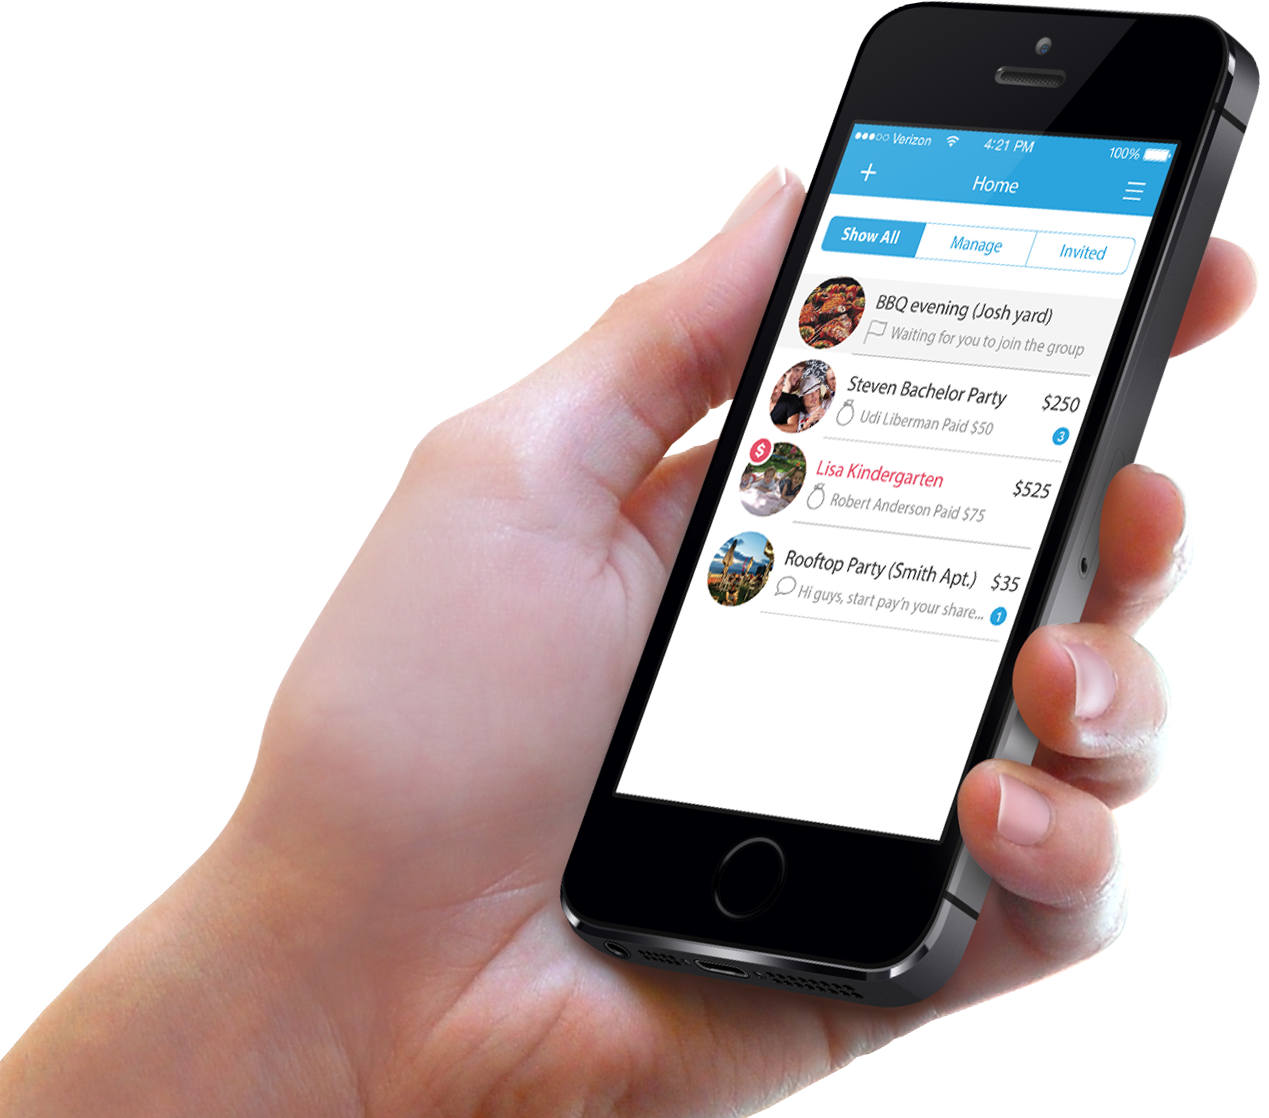 Verizon 4:21 PM 100%
+ Home
Show All Manage Invited
BBQ evening (Josh yard)
Waiting for you to join the group
Steven Bachelor Party $250
Udi Liberman Paid $50 3
$
Lisa Kindergarten $525
Robert Anderson Paid $75
Rooftop Party (Smith Apt.) $35
Hi guys, start pay'n your share... 1